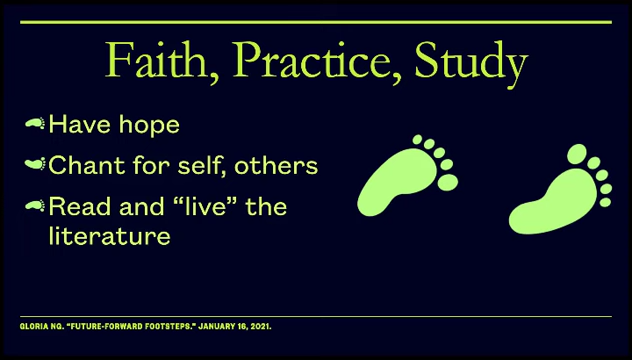 Faith, Practice, Study
Have hope
Chant for self, others
Read and “live” the
literature
GLORIA NG. “FUTURE-FORWARD FOOTSTEPS.” JANUARY 16, 2021.